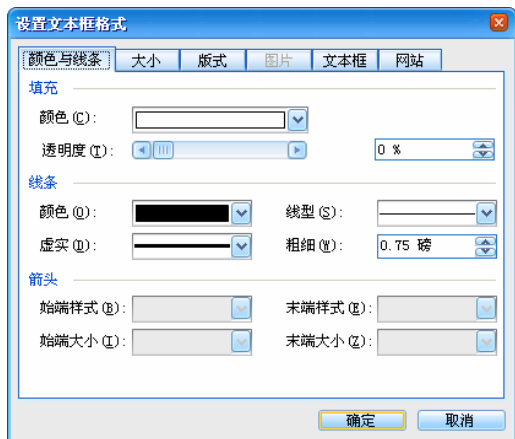 设置文本框格式
颜色与线条 大小 版式 图片 文本框 网站
填充
颜色(C):
透明度(T): 0 %
线条
颜色(O): 线型(S):
虚实(D): 粗细(W): 0.75 磅
箭头
始端样式(B): 末端样式(E):
始端大小(I): 末端大小(Z):
确定 取消